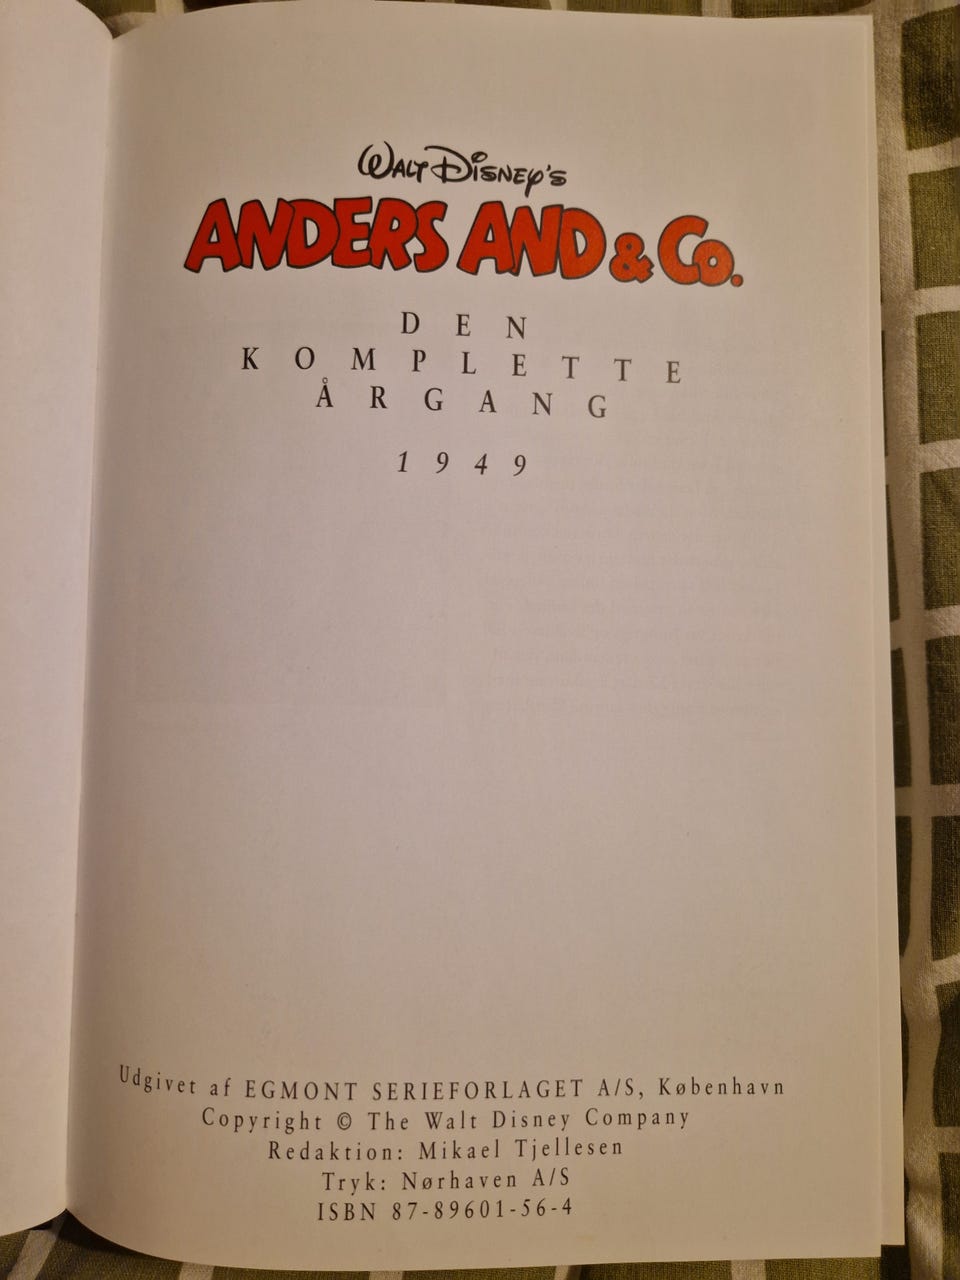 WALT DISNEY'S
ANDERS AND & Co.
DEN
KOMPLETTE
ÅRGANG
1949
Udgivet af EGMONT SERIEFORLAGET A/S, København
Copyright © The Walt Disney Company
Redaktion: Mikael Tjellesen
Tryk: Nørhaven A/S
ISBN 87-89601-56-4